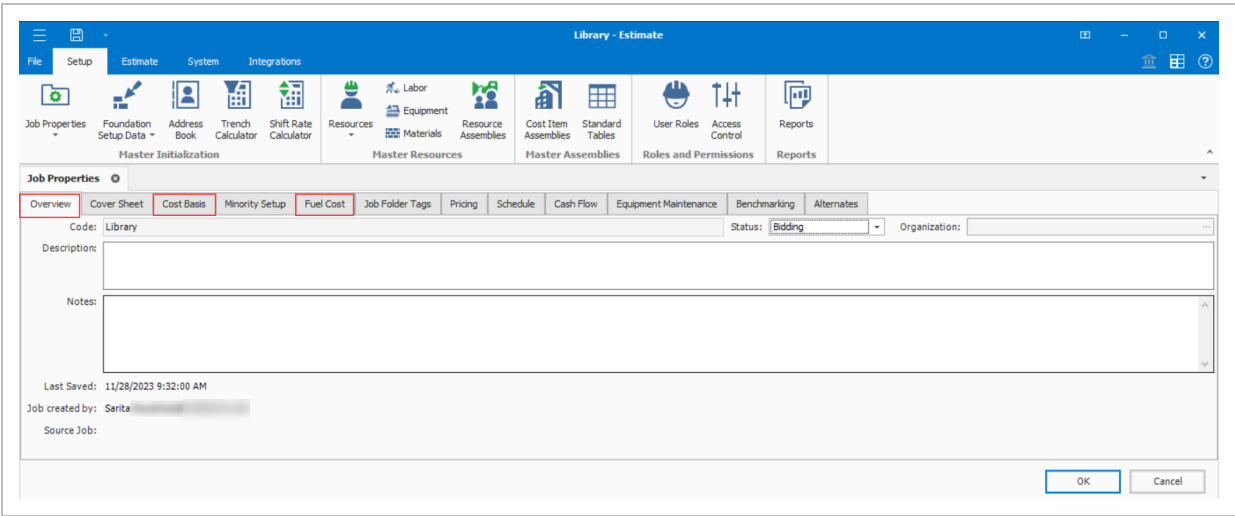 Library - Estimate
File Setup Estimate System Integrations
Job Properties Foundation Setup Data Address Book Trench Calculator Shift Rate Calculator Resources Labor Equipment Materials Resource Assemblies Cost Item Assemblies Standard Tables User Roles Access Control Reports
Master Initialization Master Resources Master Assemblies Roles and Permissions Reports
Job Properties
Overview Cover Sheet Cost Basis Minority Setup Fuel Cost Job Folder Tags Pricing Schedule Cash Flow Equipment Maintenance Benchmarking Alternates
Code: Library Status: Bidding Organization:
Description:
Notes:
Last Saved: 11/28/2023 9:32:00 AM
Job created by: Sarita
Source Job:
OK Cancel